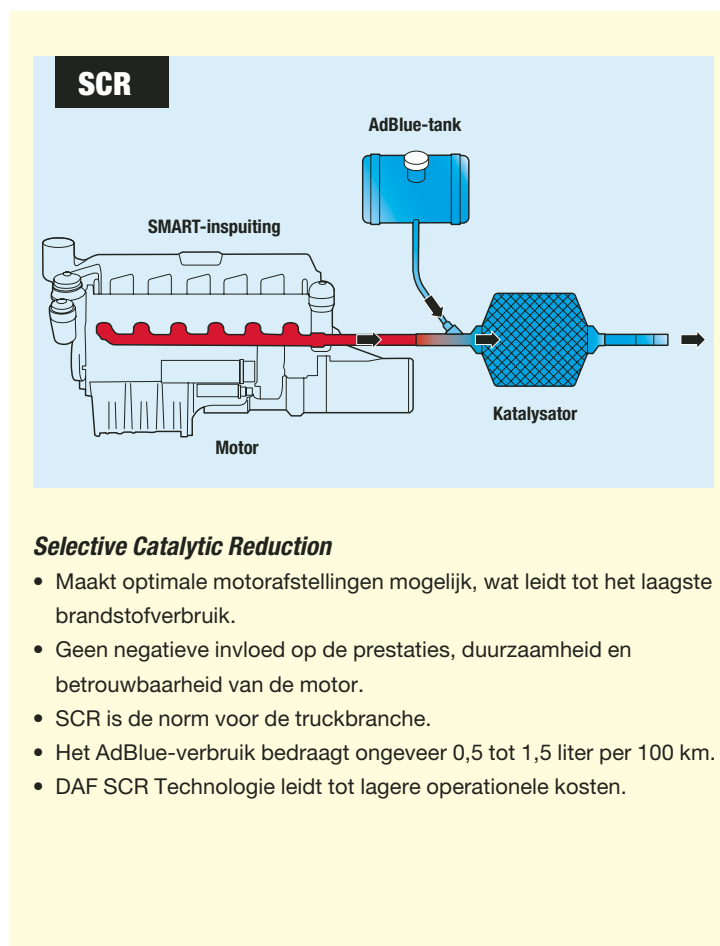 SCR
AdBlue-tank
SMART-inspuiting
Katalysator
Motor
Selective Catalytic Reduction
• Maakt optimale motorafstellingen mogelijk, wat leidt tot het laagste
brandstofverbruik.
• Geen negatieve invloed op de prestaties, duurzaamheid en
betrouwbaarheid van de motor.
• SCR is de norm voor de truckbranche.
• Het AdBlue-verbruik bedraagt ongeveer 0,5 tot 1,5 liter per 100 km.
• DAF SCR Technologie leidt tot lagere operationele kosten.